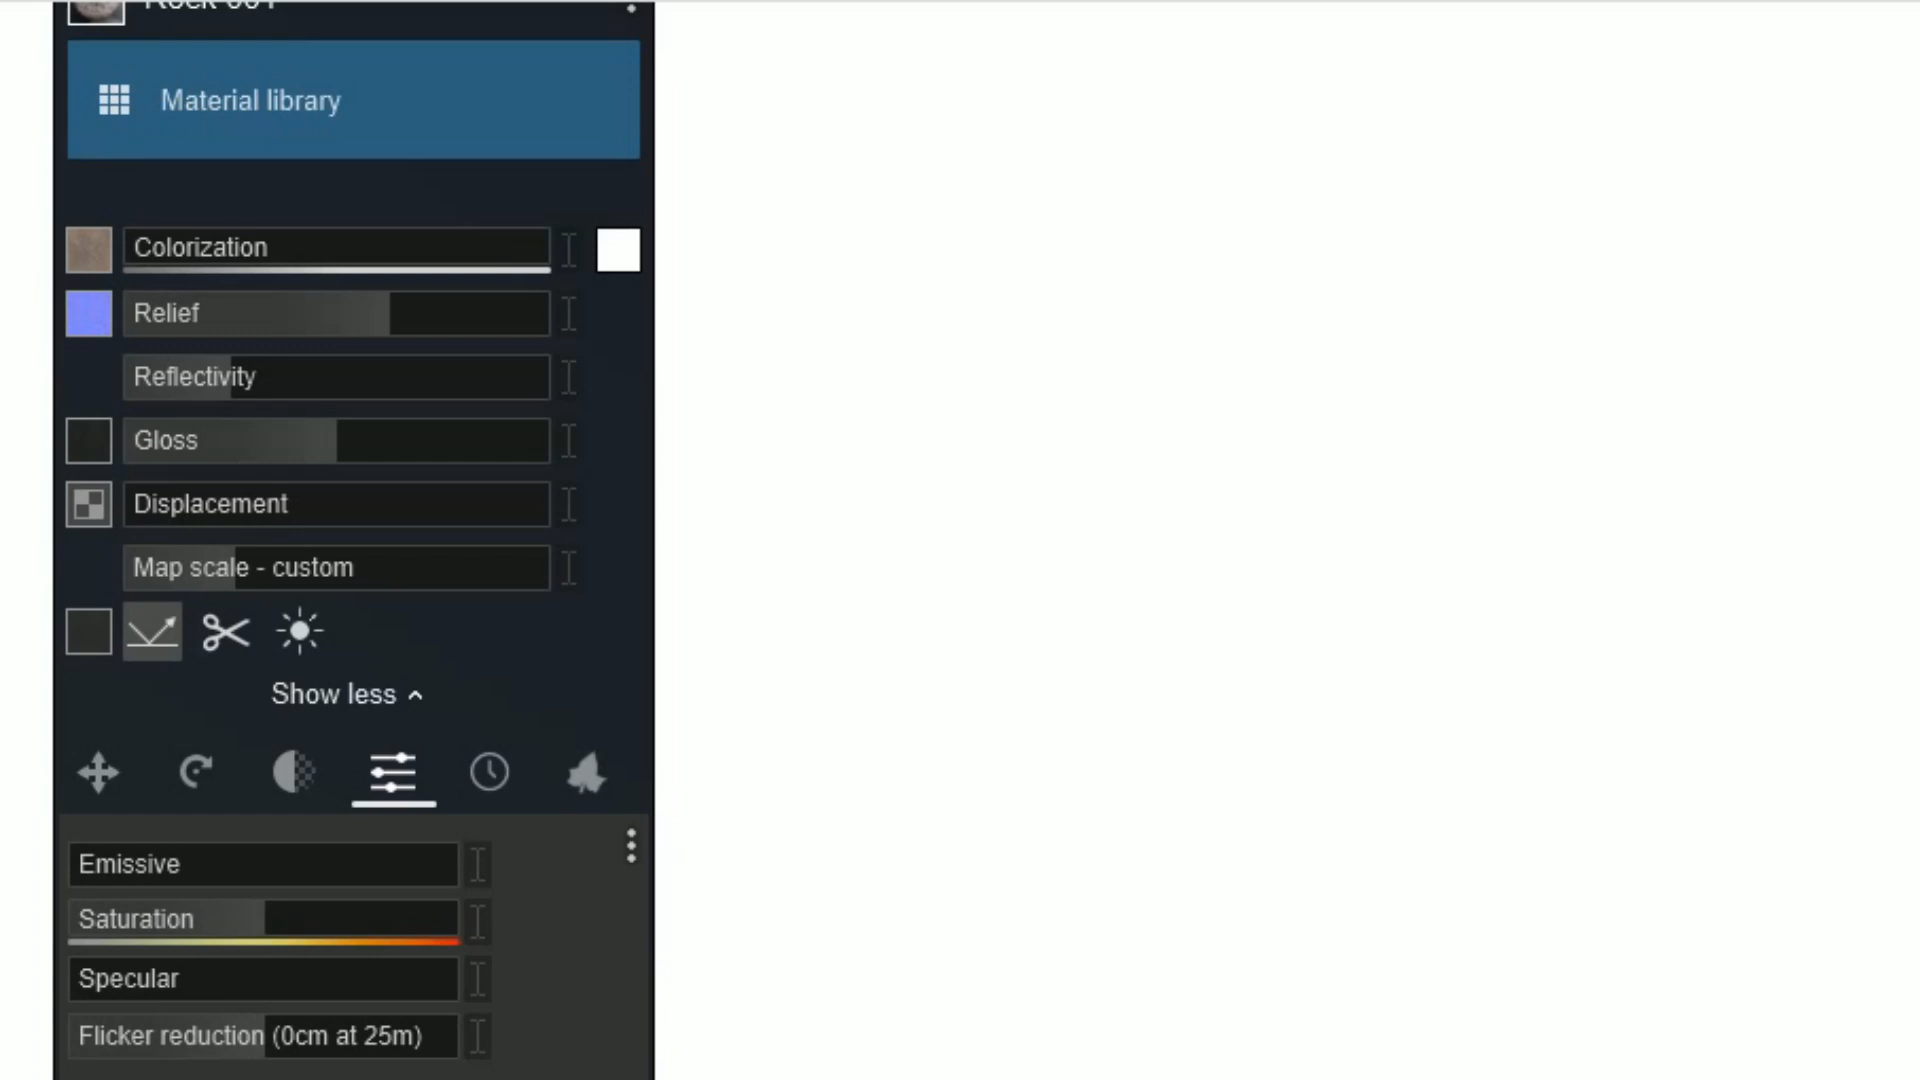 Material library
Colorization
Relief
Reflectivity
Gloss
Displacement
Map scale - custom
Show less
Emissive
Saturation
Specular
Flicker reduction (0cm at 25m)